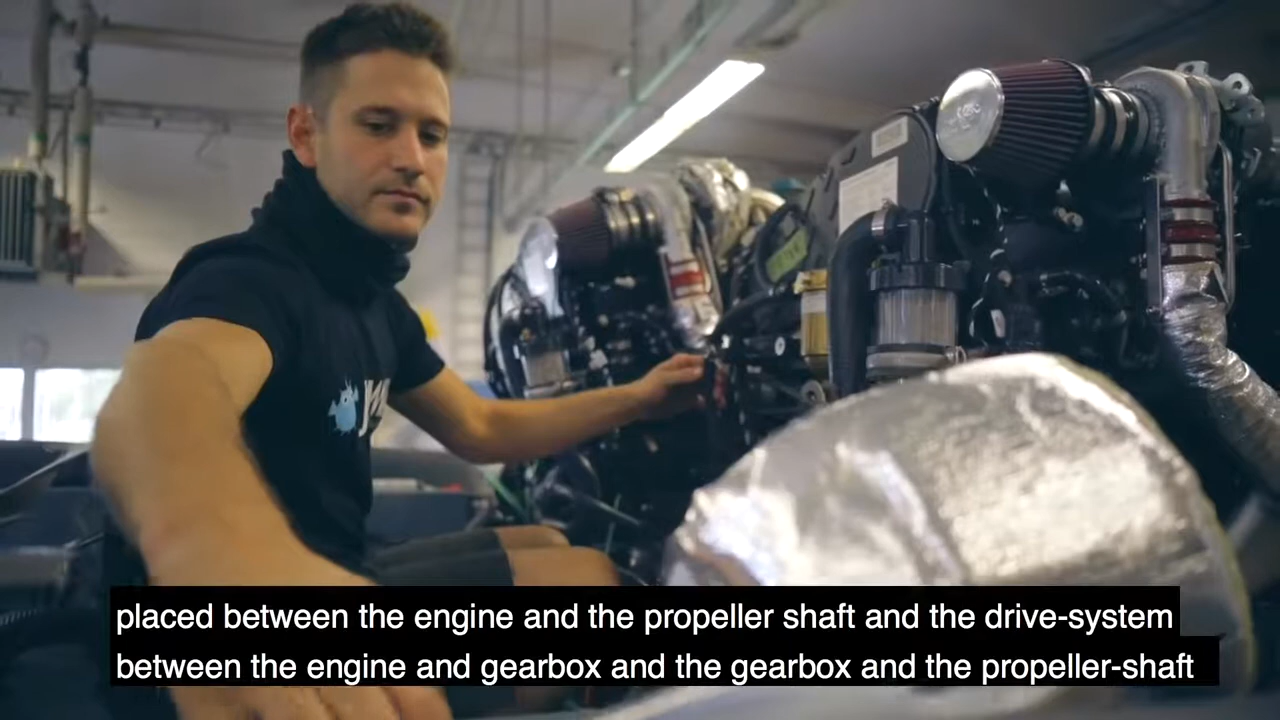 placed between the engine and the propeller shaft and the drive-system
between the engine and gearbox and the gearbox and the propeller-shaft